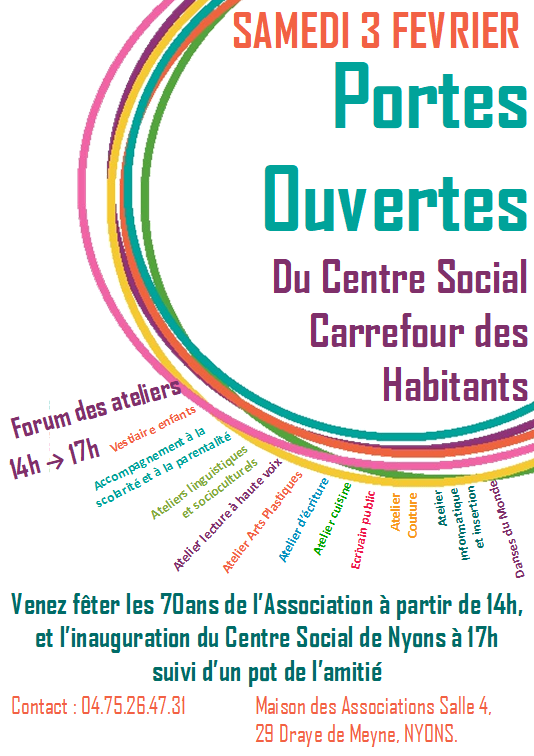 SAMEDI 3 FEVRIER
Portes
Ouvertes
Du Centre Social
Carrefour des
Habitants
Forum des ateliers
14h → 17h
Vestiaire enfants
Accompagnement à la
scolarité et à la parentalité
Ateliers linguistiques
et socioculturels
Atelier lecture à haute voix
Atelier Arts Plastiques
Atelier d'écriture
Atelier cuisine
Ecrivain public
Atelier
Couture
Atelier
informatique
et insertion
Danses du Monde
Venez fêter les 70ans de l'Association à partir de 14h,
et l'inauguration du Centre Social de Nyons à 17h
suivi d'un pot de l'amitié
Contact : 04.75.26.47.31
Maison des Associations Salle 4,
29 Draye de Meyne, NYONS.